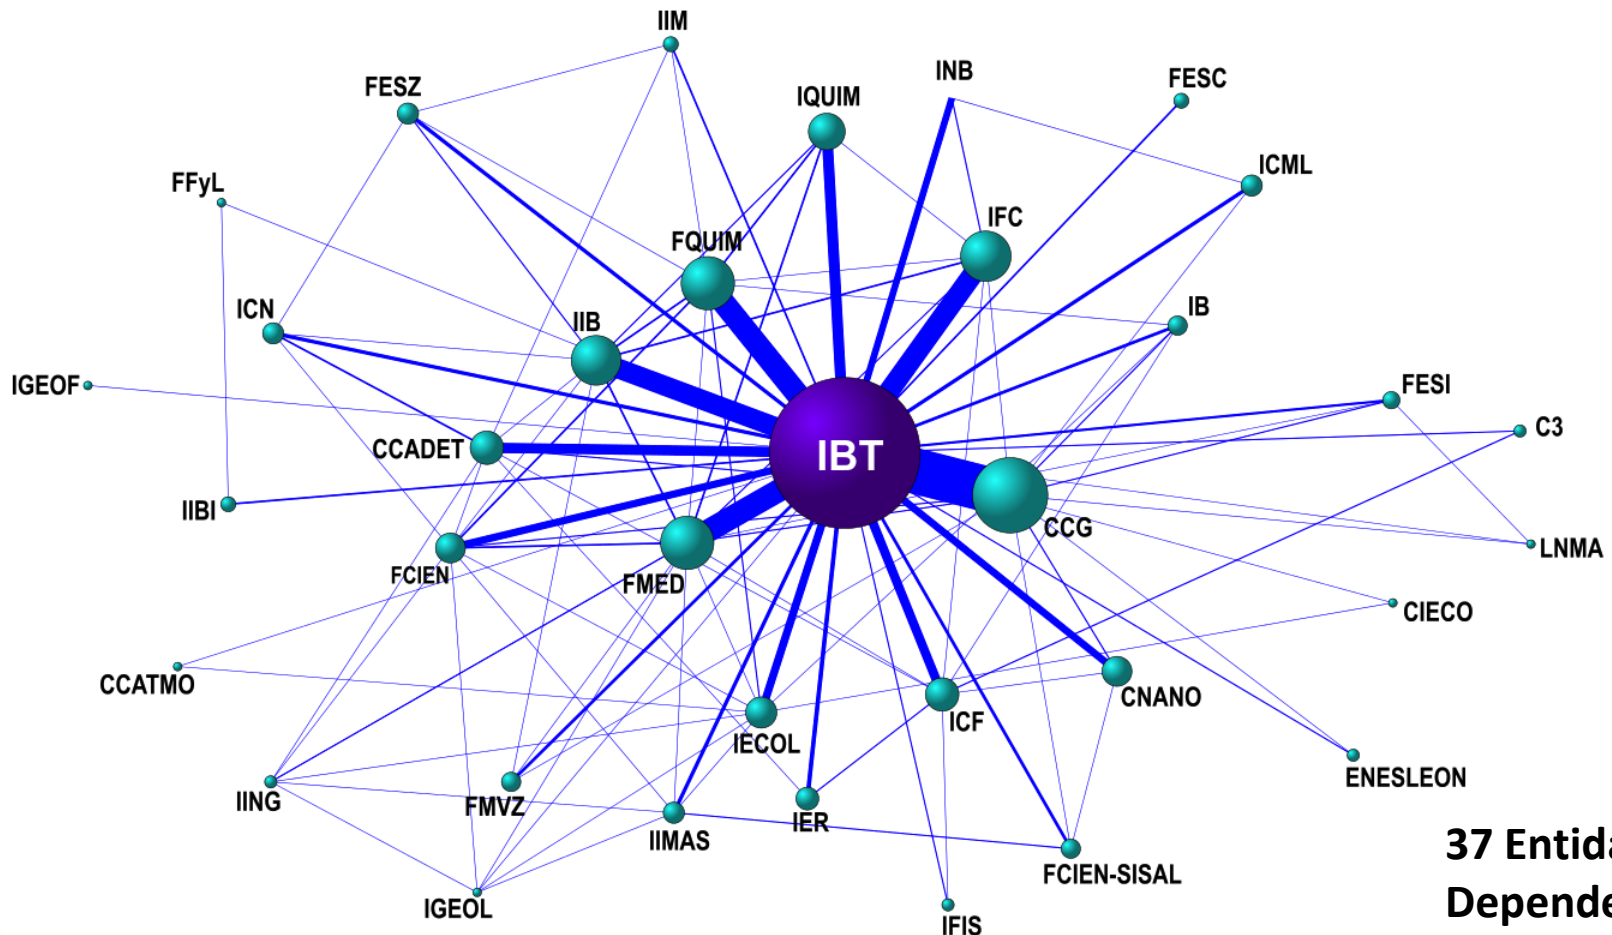 IIM
INB
FESC
FESZ
IQUIM
ICML
FFyL
IFC
FQUIM
ICN
IIB
IB
IGEOF
FESI
C3
CCADET
IBT
IIBI
CCG
LNMA
FCIEN
FMED
CIECO
CCATMO
CNANO
ICF
IECOL
ENESLEON
IING
FMVZ
IER
IIMAS
FCIEN-SISAL
IGEOL
IFIS
37 Entida
Depende